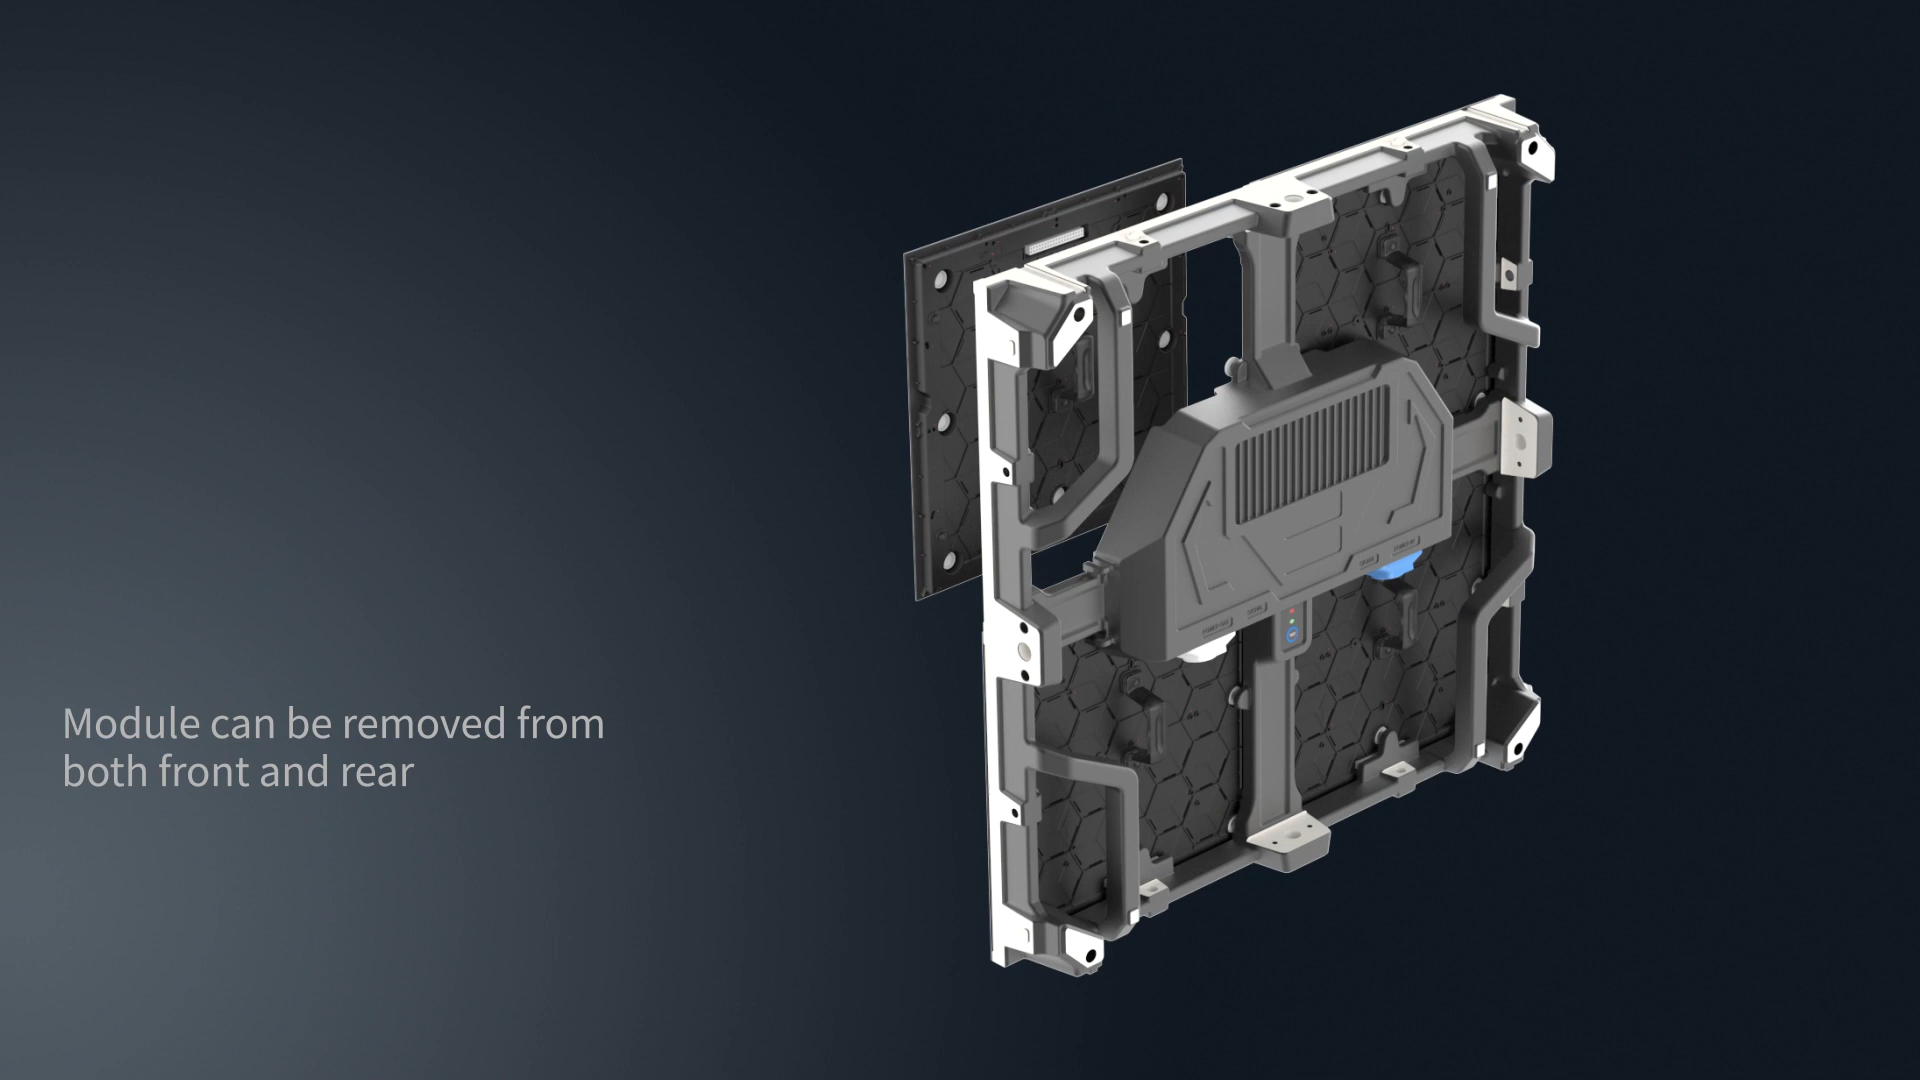 Module can be removed from
both front and rear